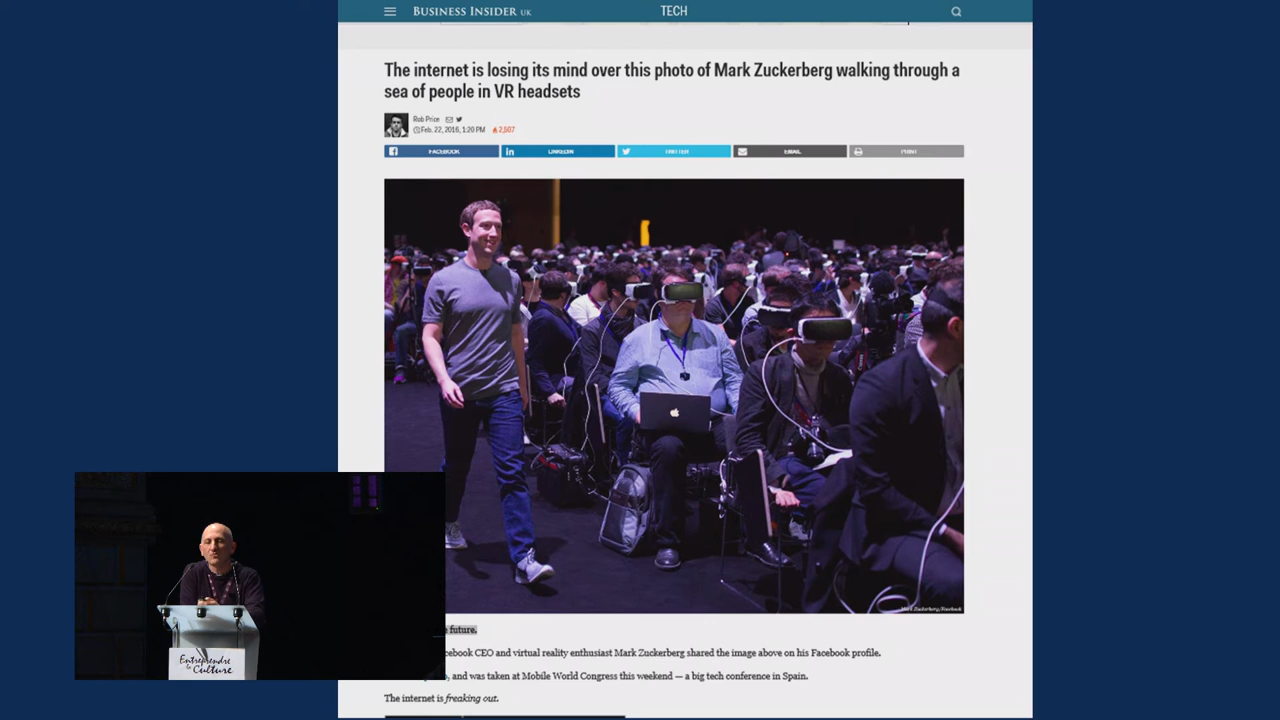 BUSINESS INSIDER UK
TECH
The internet is losing its mind over this photo of Mark Zuckerberg walking through a
sea of people in VR headsets
Rob Price
Feb. 22, 2016, 1:20 PM 2,507
FACEBOOK LINKEDIN TWITTER EMAIL PRINT
Mark Zuckerberg/Facebook
future.
cebook CEO and virtual reality enthusiast Mark Zuckerberg shared the image above on his Facebook profile.
, and was taken at Mobile World Congress this weekend — a big tech conference in Spain.
The internet is freaking out.
Entreprendre
la Culture